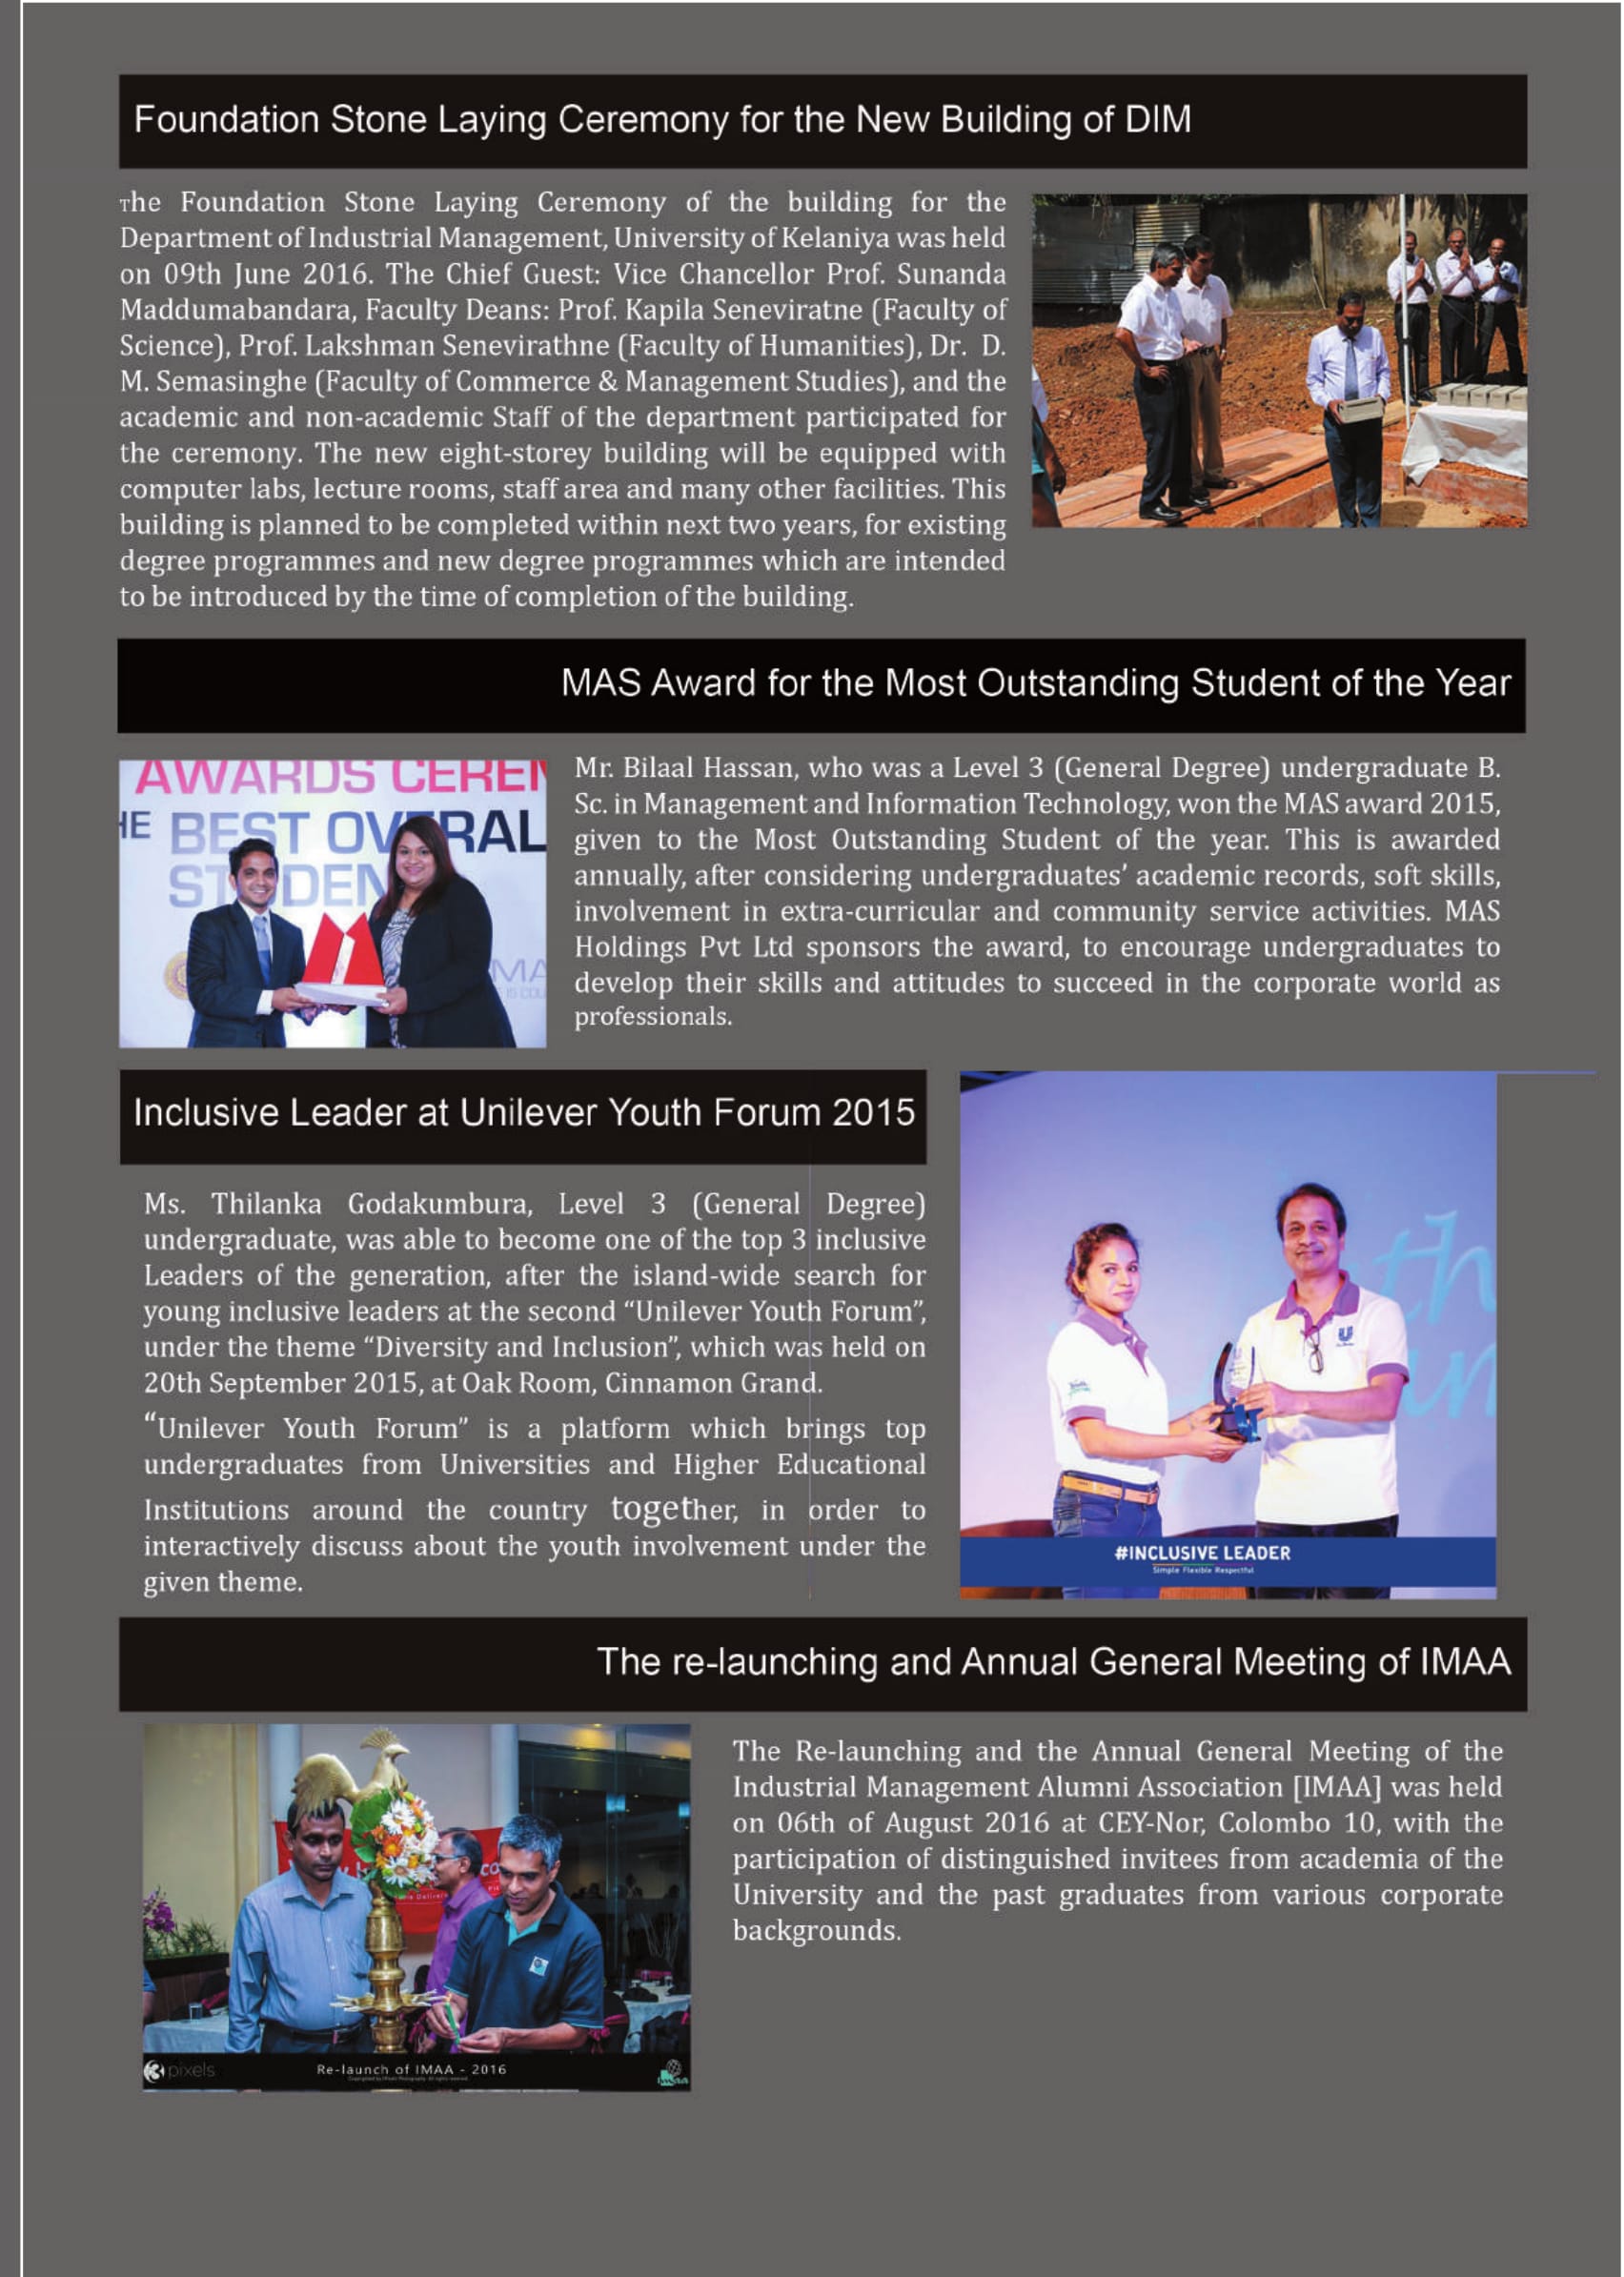 Foundation Stone Laying Ceremony for the New Building of DIM
The Foundation Stone Laying Ceremony of the building for the
Department of Industrial Management, University of Kelaniya was held
on 09th June 2016. The Chief Guest: Vice Chancellor Prof. Sunanda
Maddumabandara, Faculty Deans: Prof. Kapila Seneviratne (Faculty of
Science), Prof. Lakshman Senevirathne (Faculty of Humanities), Dr. D.
M. Semasinghe (Faculty of Commerce & Management Studies), and the
academic and non-academic Staff of the department participated for
the ceremony. The new eight-storey building will be equipped with
computer labs, lecture rooms, staff area and many other facilities. This
building is planned to be completed within next two years, for existing
degree programmes and new degree programmes which are intended
to be introduced by the time of completion of the building.
MAS Award for the Most Outstanding Student of the Year
AWARDS CEREM
HE BEST OVERAL
STUDEN
MA
IS COU
Mr. Bilaal Hassan, who was a Level 3 (General Degree) undergraduate B.
Sc. in Management and Information Technology, won the MAS award 2015,
given to the Most Outstanding Student of the year. This is awarded
annually, after considering undergraduates’ academic records, soft skills,
involvement in extra-curricular and community service activities. MAS
Holdings Pvt Ltd sponsors the award, to encourage undergraduates to
develop their skills and attitudes to succeed in the corporate world as
professionals.
Inclusive Leader at Unilever Youth Forum 2015
Ms. Thilanka Godakumbura, Level 3 (General Degree)
undergraduate, was able to become one of the top 3 inclusive
Leaders of the generation, after the island-wide search for
young inclusive leaders at the second “Unilever Youth Forum”,
under the theme “Diversity and Inclusion”, which was held on
20th September 2015, at Oak Room, Cinnamon Grand.
“Unilever Youth Forum” is a platform which brings top
undergraduates from Universities and Higher Educational
Institutions around the country together, in order to
interactively discuss about the youth involvement under the
given theme.
th
un
#INCLUSIVE LEADER
Simple Flexible Respectful
The re-launching and Annual General Meeting of IMAA
3 pixels
Re-launch of IMAA - 2016
imaa
The Re-launching and the Annual General Meeting of the
Industrial Management Alumni Association [IMAA] was held
on 06th of August 2016 at CEY-Nor, Colombo 10, with the
participation of distinguished invitees from academia of the
University and the past graduates from various corporate
backgrounds.